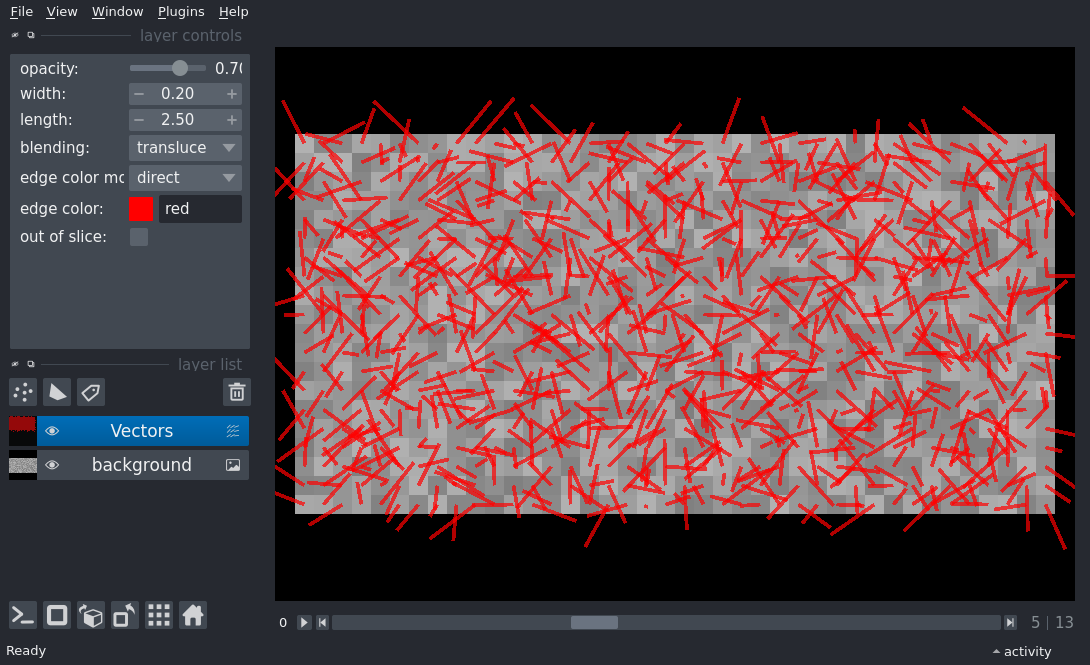 File View Window Plugins Help
layer controls
opacity: 0.70
width: 0.20
length: 2.50
blending: transluce
edge color mo direct
edge color: red
out of slice:
layer list
Vectors
background
0 5 | 13
Ready activity